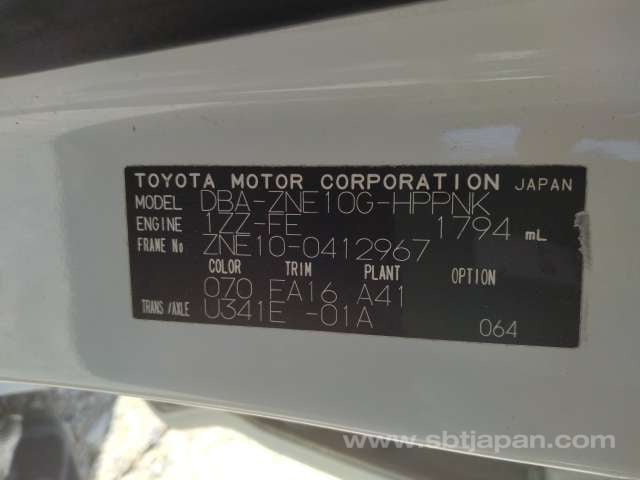 TOYOTA MOTOR CORPORATION JAPAN
MODEL DBA-ZNE10G-HPPNK
ENGINE 1ZZ-FE 1794 mL
FRAME No ZNE10-0412967
COLOR TRIM PLANT OPTION
070 FA16 A41
TRANS/AXLE U341E -01A 064
www.sbtjapan.com